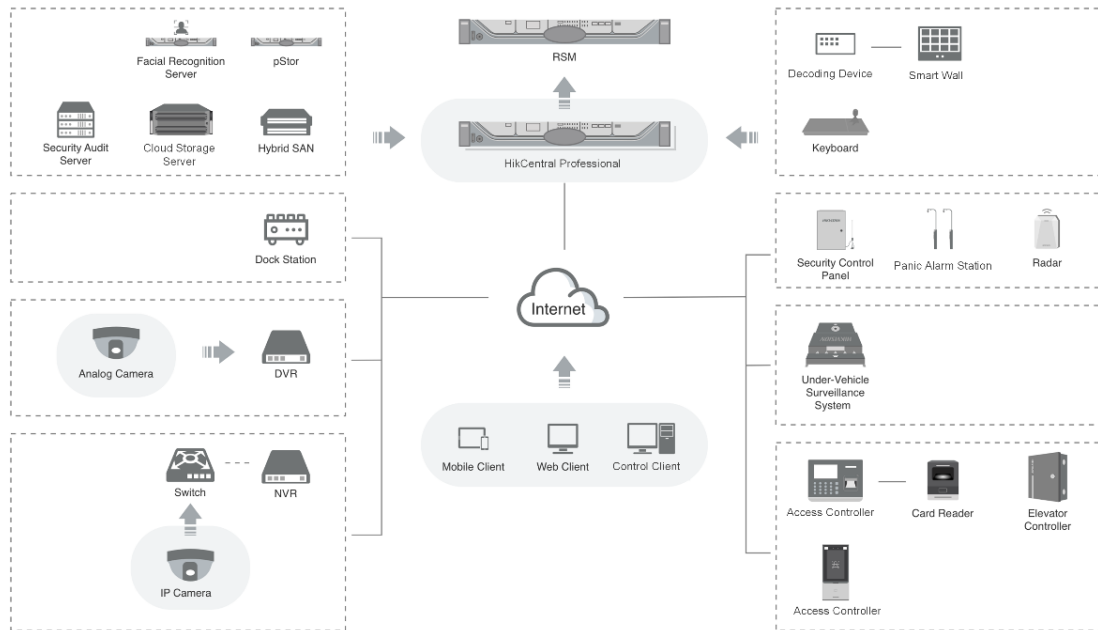 RSM
Facial Recognition
Server
pStor
Security Audit
Server
Cloud Storage
Server
Hybrid SAN
HikCentral Professional
Decoding Device
Smart Wall
Keyboard
Dock Station
Security Control
Panel
Panic Alarm Station
Radar
Internet
Analog Camera
DVR
Under-Vehicle
Surveillance
System
Mobile Client
Web Client
Control Client
Switch
NVR
IP Camera
Access Controller
Card Reader
Elevator
Controller
Access Controller